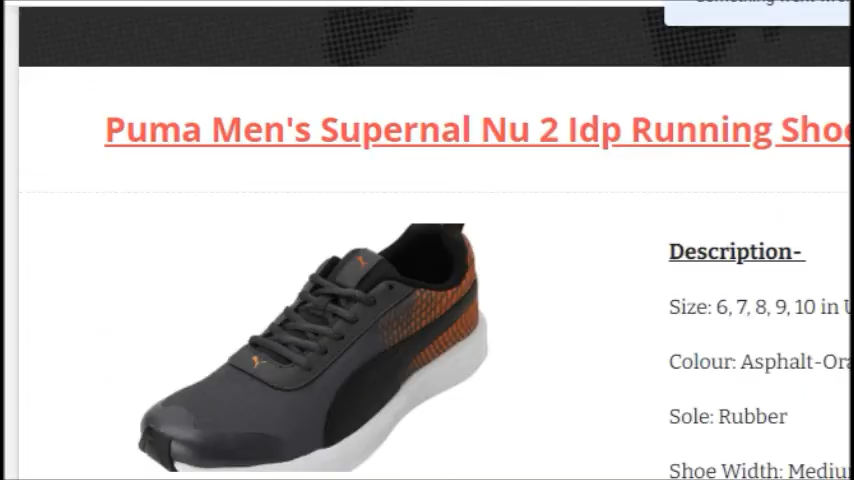 Puma Men's Supernal Nu 2 Idp Running Sho
Description-
Size: 6, 7, 8, 9, 10 in
Colour: Asphalt-Ora
Sole: Rubber
Shoe Width: Mediu